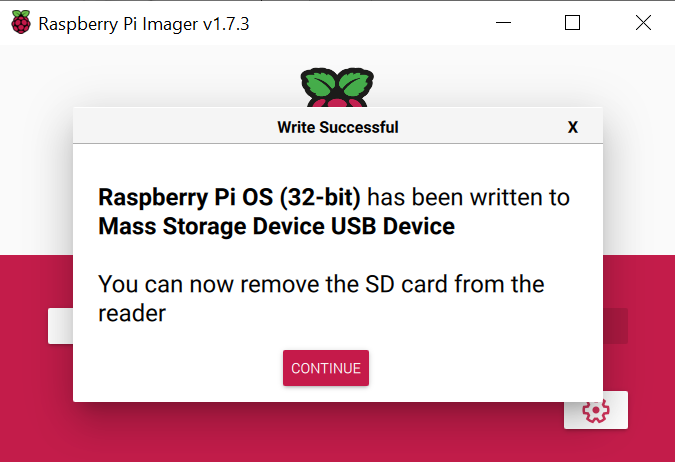 Raspberry Pi Imager v1.7.3
Write Successful
X
Raspberry Pi OS (32-bit) has been written to
Mass Storage Device USB Device
You can now remove the SD card from the
reader
CONTINUE